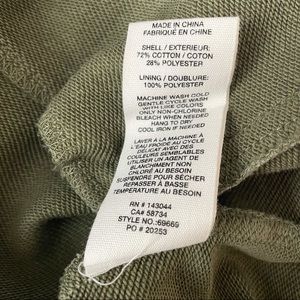 MADE IN CHINA
FABRIQUÉ EN CHINE
SHELL / EXTERIEUR:
72% COTTON / COTON
28% POLYESTER
LINING / DOUBLURE:
100% POLYESTER
MACHINE WASH COLD
GENTLE CYCLE WASH
WITH LIKE COLORS
ONLY NON-CHLORINE
BLEACH WHEN NEEDED
HANG TO DRY
COOL IRON IF NECESSARY
LAVER À LA MACHINE
À L'EAU FROIDE AU CYCLE
DÉLICAT AVEC DES
COULEURS SEMBLABLES
UTILISER UN AGENT DE
BLANCHIMENT NON
CHLORÉ AU BESOIN
SUSPENDRE POUR SÉCHER
REPASSER À BASSE
TEMPÉRATURE AU BESOIN
RN # 143044
CA# 58734
STYLE NO.:69669
PO # 20253